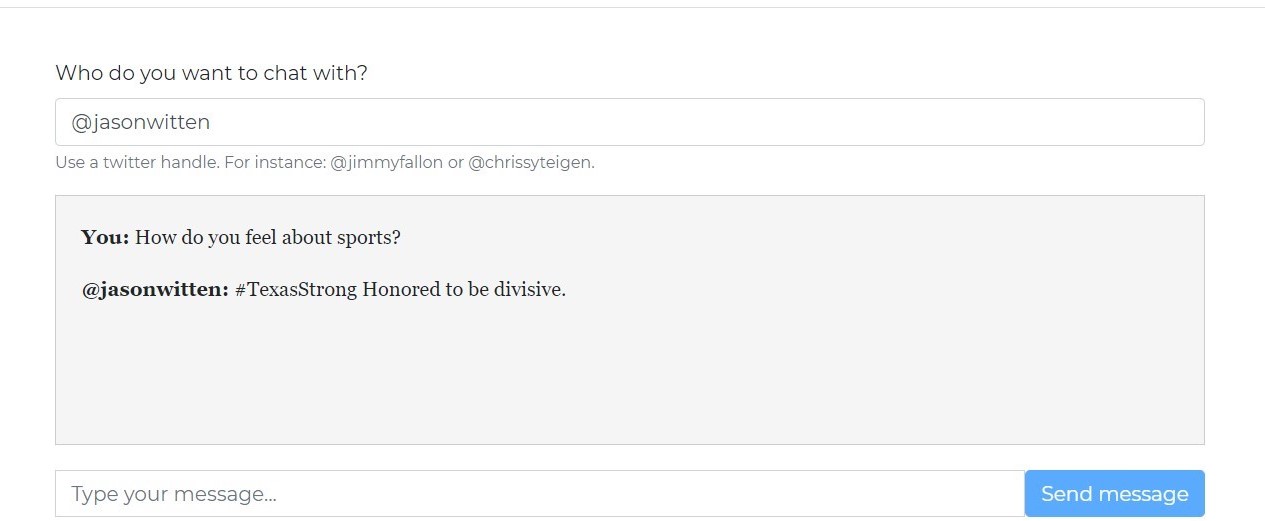 Who do you want to chat with?
@jasonwitten
Use a twitter handle. For instance: @jimmyfallon or @chrissyteigen.
You: How do you feel about sports?
@jasonwitten: #TexasStrong Honored to be divisive.
Type your message...
Send message